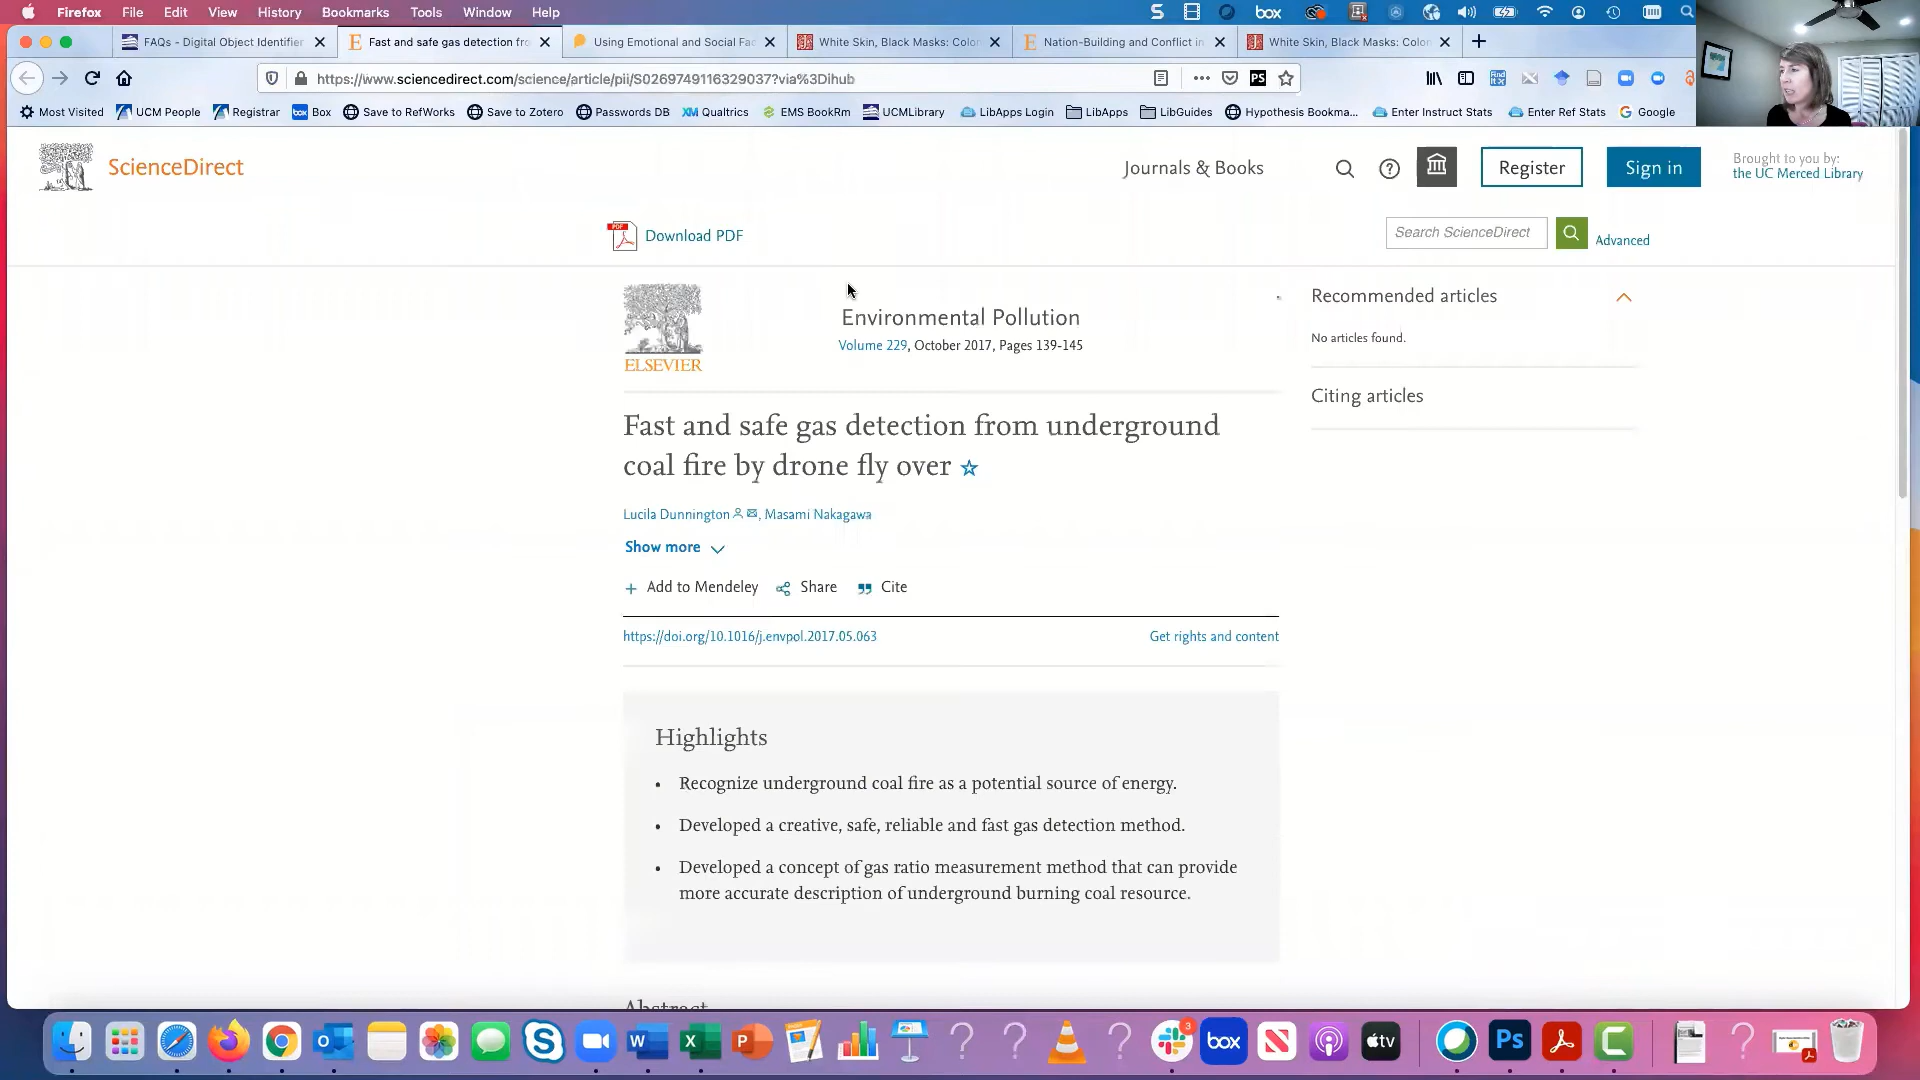 Firefox File Edit View History Bookmarks Tools Window Help box
FAQs - Digital Object Identifier
Fast and safe gas detection fro
Using Emotional and Social Fac
White Skin, Black Masks: Colon
Nation-Building and Conflict in
White Skin, Black Masks: Colon
https://www.sciencedirect.com/science/article/pii/S0269749116329037?via%3Dihub
Most Visited UCM People Registrar Box Save to RefWorks Save to Zotero Passwords DB XM Qualtrics EMS BookRm UCMLibrary LibApps Login LibApps LibGuides Hypothesis Bookma... Enter Instruct Stats Enter Ref Stats Google
ScienceDirect
Journals & Books
Register
Sign in
Brought to you by:
the UC Merced Library
PDF
Download PDF
Search ScienceDirect
Advanced
ELSEVIER
Environmental Pollution
Volume 229, October 2017, Pages 139-145
Recommended articles
No articles found.
Citing articles
Fast and safe gas detection from underground
coal fire by drone fly over
Lucila Dunnington , Masami Nakagawa
Show more
Add to Mendeley Share Cite
https://doi.org/10.1016/j.envpol.2017.05.063
Get rights and content
Highlights
• Recognize underground coal fire as a potential source of energy.
• Developed a creative, safe, reliable and fast gas detection method.
• Developed a concept of gas ratio measurement method that can provide
more accurate description of underground burning coal resource.
Abstract
3
box
tv
Ps